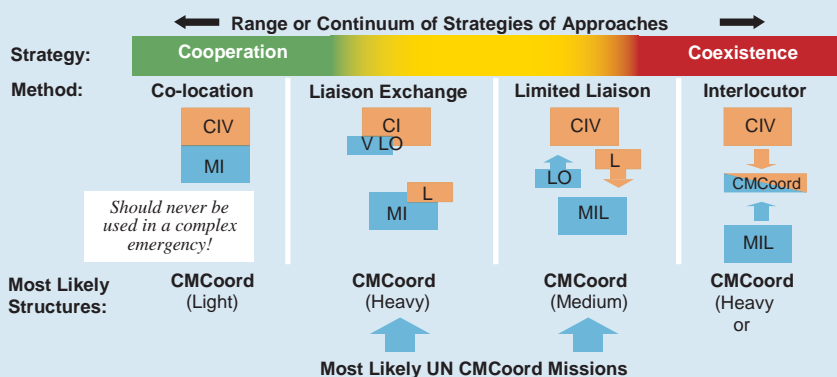 Range or Continuum of Strategies of Approaches
Strategy: Cooperation Coexistence
Method: Co-location Liaison Exchange Limited Liaison Interlocutor
CIV CI CIV CIV
V LO
MI
L
LO
CMCoord
L
MI
MIL
MIL
Should never be
used in a complex
emergency!
Most Likely
Structures:
CMCoord CMCoord CMCoord CMCoord
(Light) (Heavy) (Medium) (Heavy
or
Most Likely UN CMCoord Missions